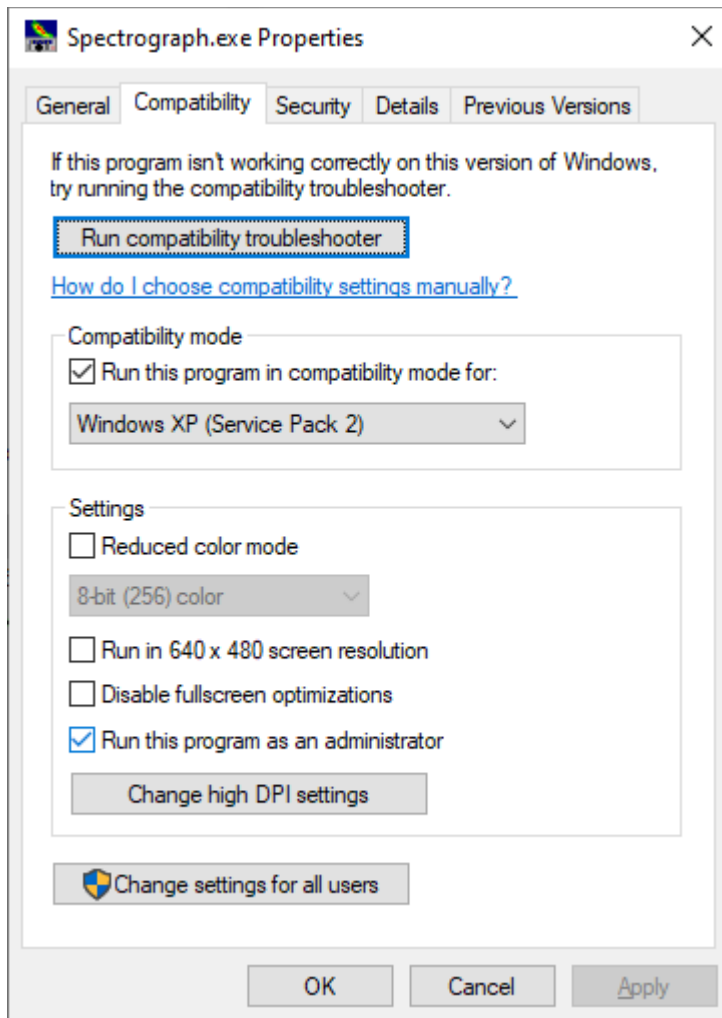 Spectrograph.exe Properties
General Compatibility Security Details Previous Versions
If this program isn't working correctly on this version of Windows,
try running the compatibility troubleshooter.
Run compatibility troubleshooter
How do I choose compatibility settings manually?
Compatibility mode
Run this program in compatibility mode for:
Windows XP (Service Pack 2)
Settings
Reduced color mode
8-bit (256) color
Run in 640 x 480 screen resolution
Disable fullscreen optimizations
Run this program as an administrator
Change high DPI settings
Change settings for all users
OK Cancel Apply